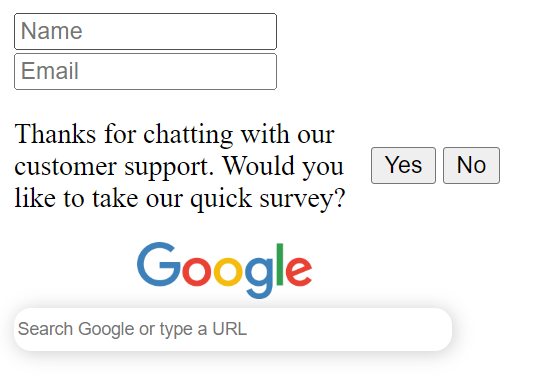 Name
Email
Thanks for chatting with our
customer support. Would you
like to take our quick survey?
Yes No
Google
Search Google or type a URL